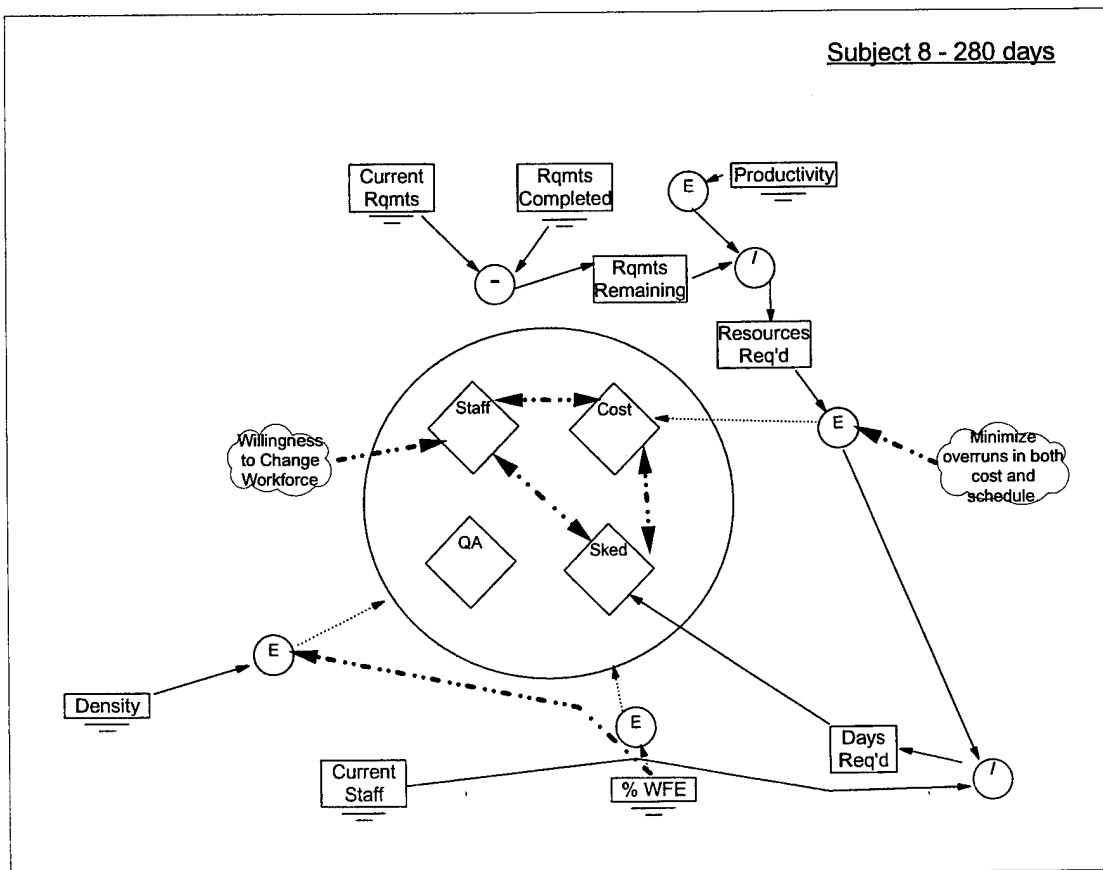 Subject 8 - 280 days
Current
Rqmts
Rqmts
Completed
E
Productivity
-
Rqmts
Remaining
/
Resources
Req'd
Staff
Cost
E
Willingness
to Change
Workforce
Minimize
overruns in both
cost and
schedule
QA
Sked
E
Density
E
Days
Req'd
/
Current
Staff
% WFE